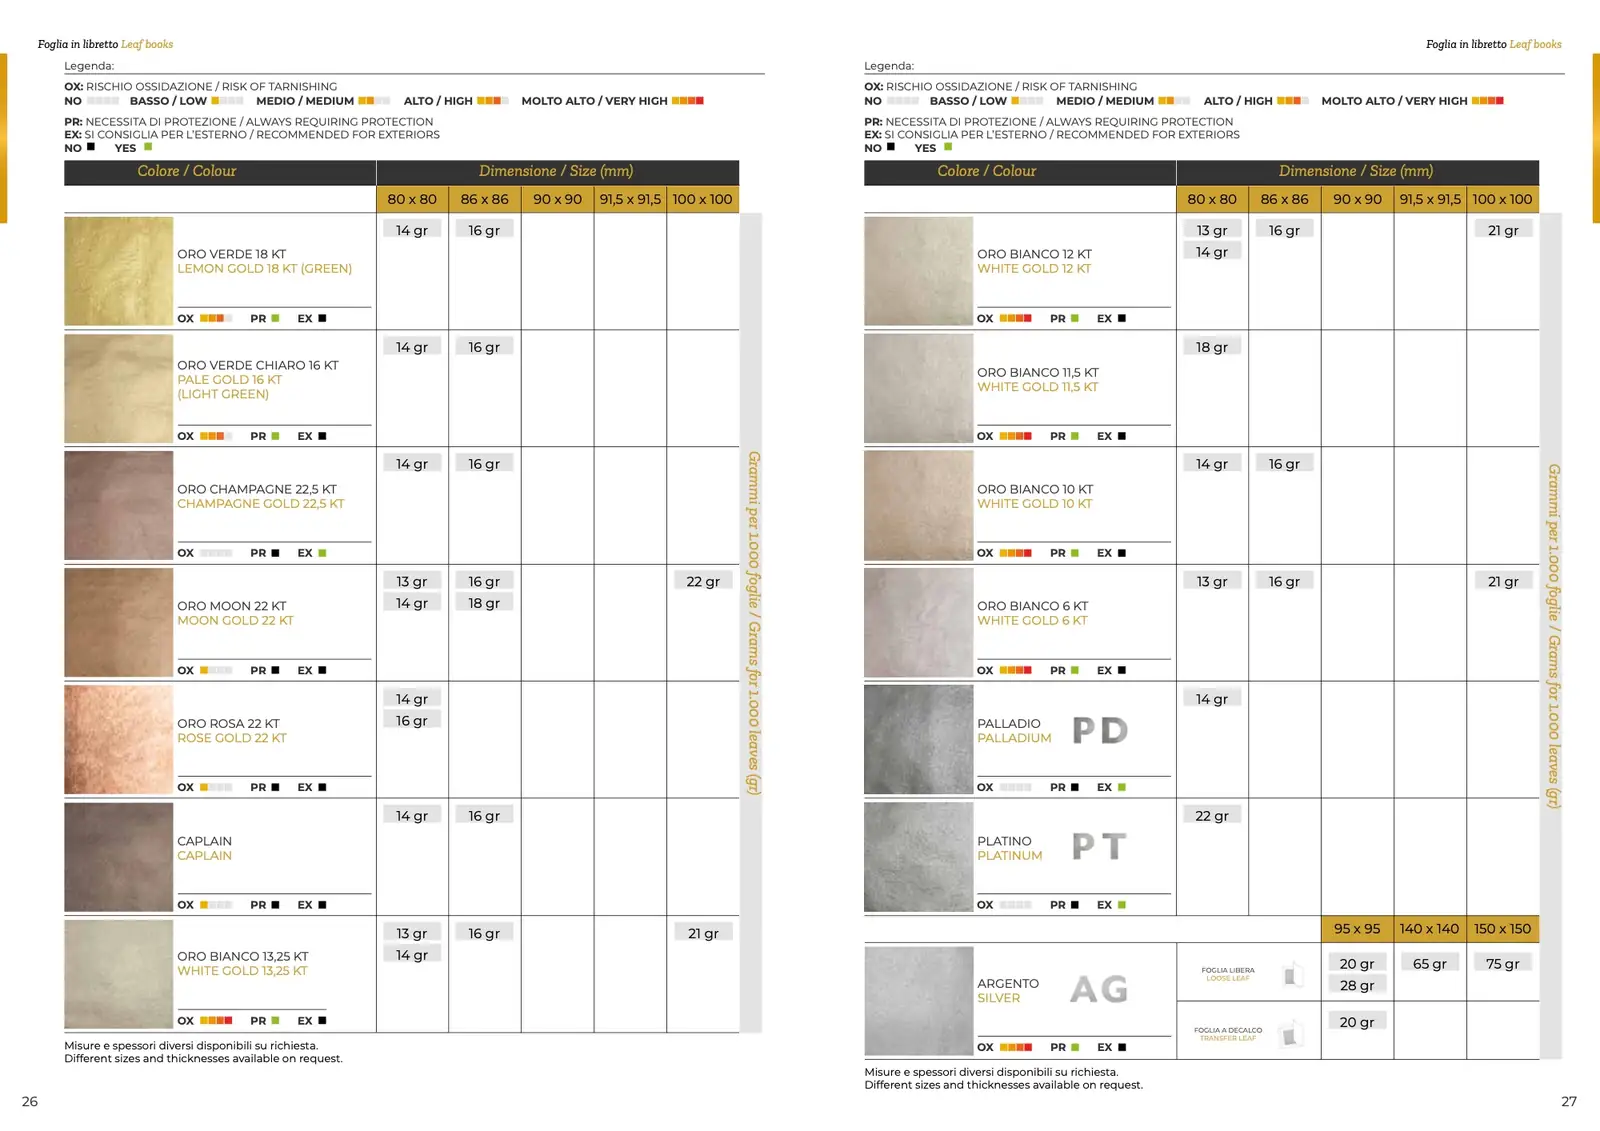 Foglia in libretto Leaf books
Legenda:
OX: RISCHIO OSSIDAZIONE / RISK OF TARNISHING
NO BASSO / LOW MEDIO / MEDIUM ALTO / HIGH MOLTO ALTO / VERY HIGH
PR: NECESSITA DI PROTEZIONE / ALWAYS REQUIRING PROTECTION
EX: SI CONSIGLIA PER L'ESTERNO / RECOMMENDED FOR EXTERIORS
NO YES
Colore / Colour Dimensione / Size (mm)
80 x 80 86 x 86 90 x 90 91,5 x 91,5 100 x 100
14 gr 16 gr
ORO VERDE 18 KT
LEMON GOLD 18 KT (GREEN)
OX PR EX
14 gr 16 gr
ORO VERDE CHIARO 16 KT
PALE GOLD 16 KT
(LIGHT GREEN)
OX PR EX
14 gr 16 gr
ORO CHAMPAGNE 22,5 KT
CHAMPAGNE GOLD 22,5 KT
OX PR EX
13 gr 16 gr 22 gr
14 gr 18 gr
ORO MOON 22 KT
MOON GOLD 22 KT
OX PR EX
14 gr
16 gr
ORO ROSA 22 KT
ROSE GOLD 22 KT
OX PR EX
14 gr 16 gr
CAPLAIN
CAPLAIN
OX PR EX
13 gr 16 gr 21 gr
14 gr
ORO BIANCO 13,25 KT
WHITE GOLD 13,25 KT
OX PR EX
Grammi per 1.000 foglie / Grams for 1.000 leaves (gr)
Misure e spessori diversi disponibili su richiesta.
Different sizes and thicknesses available on request.
26
Foglia in libretto Leaf books
Legenda:
OX: RISCHIO OSSIDAZIONE / RISK OF TARNISHING
NO BASSO / LOW MEDIO / MEDIUM ALTO / HIGH MOLTO ALTO / VERY HIGH
PR: NECESSITA DI PROTEZIONE / ALWAYS REQUIRING PROTECTION
EX: SI CONSIGLIA PER L'ESTERNO / RECOMMENDED FOR EXTERIORS
NO YES
Colore / Colour Dimensione / Size (mm)
80 x 80 86 x 86 90 x 90 91,5 x 91,5 100 x 100
13 gr 16 gr 21 gr
14 gr
ORO BIANCO 12 KT
WHITE GOLD 12 KT
OX PR EX
18 gr
ORO BIANCO 11,5 KT
WHITE GOLD 11,5 KT
OX PR EX
14 gr 16 gr
ORO BIANCO 10 KT
WHITE GOLD 10 KT
OX PR EX
13 gr 16 gr 21 gr
ORO BIANCO 6 KT
WHITE GOLD 6 KT
OX PR EX
14 gr
PALLADIO
PALLADIUM
PD
OX PR EX
22 gr
PLATINO
PLATINUM
PT
OX PR EX
95 x 95 140 x 140 150 x 150
ARGENTO
SILVER
AG
FOGLIA LIBERA
LOOSE LEAF
20 gr 65 gr 75 gr
28 gr
FOGLIA A DECALCO
TRANSFER LEAF
20 gr
OX PR EX
Grammi per 1.000 foglie / Grams for 1.000 leaves (gr)
Misure e spessori diversi disponibili su richiesta.
Different sizes and thicknesses available on request.
27